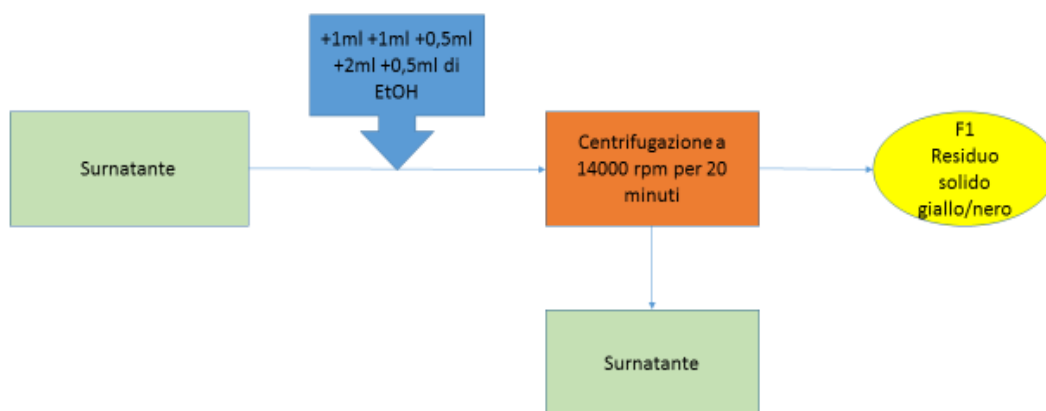 +1ml +1ml +0,5ml
+2ml +0,5ml di
EtOH
Surnatante
Centrifugazione a
14000 rpm per 20
minuti
F1
Residuo
solido
giallo/nero
Surnatante